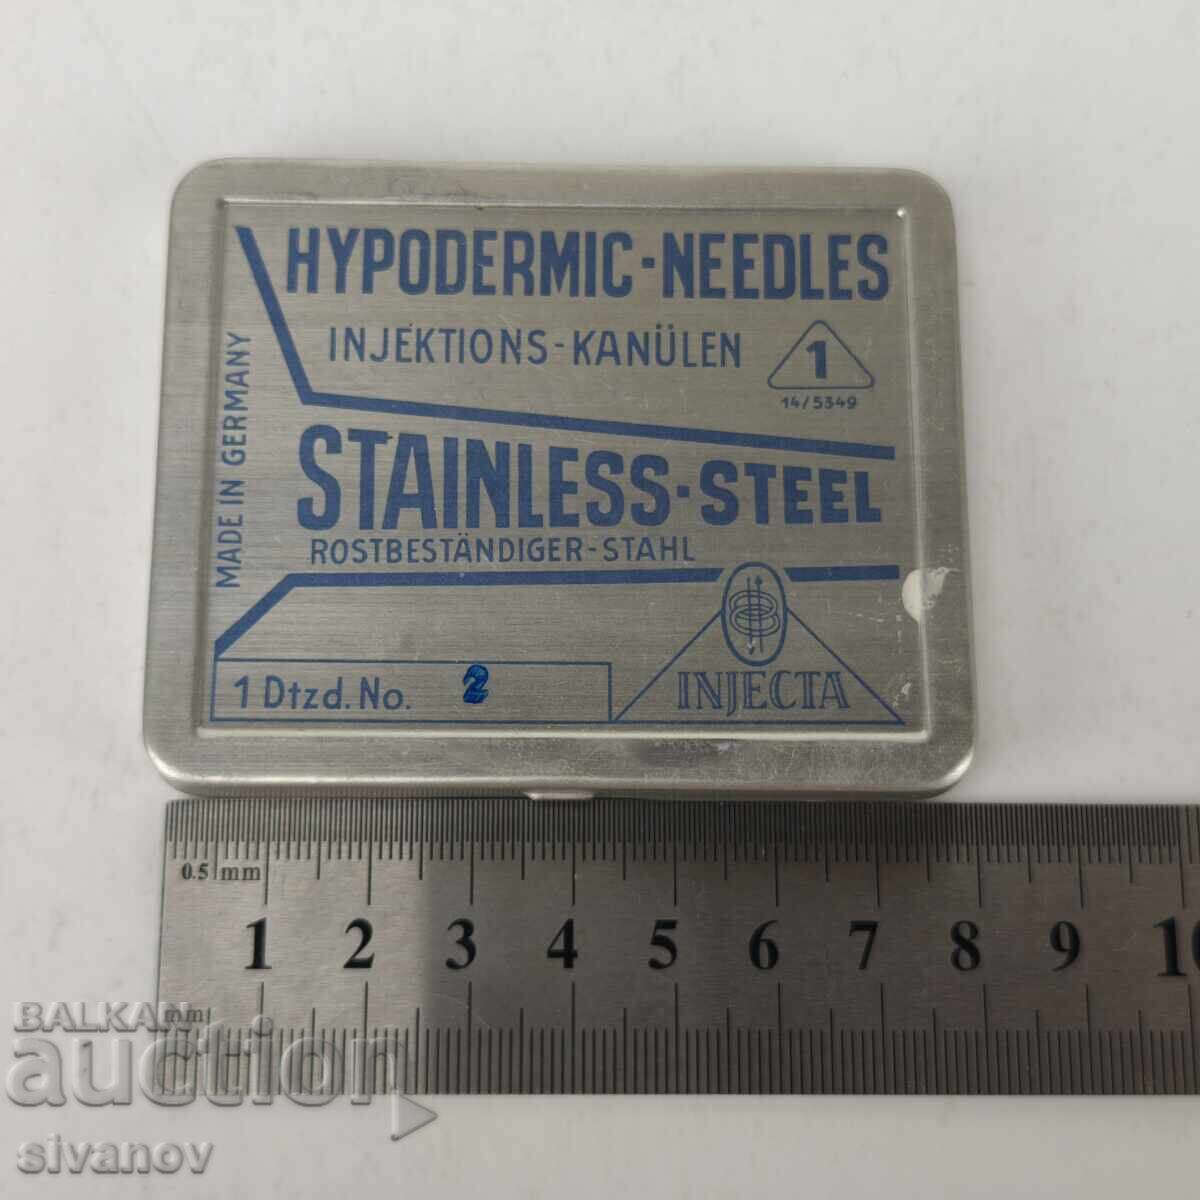 HYPODERMIC·NEEDLES
INJEKTIONS-KANÜLEN
1
14/5349
MADE IN GERMANY
STAINLESS·STEEL
ROSTBESTÄNDIGER-STAHL
1 Dtzd. No. 2
INJECTA
0.5 mm
1 2 3 4 5 6 7 8 9 10
mm
BALKAN
auction
sivanov